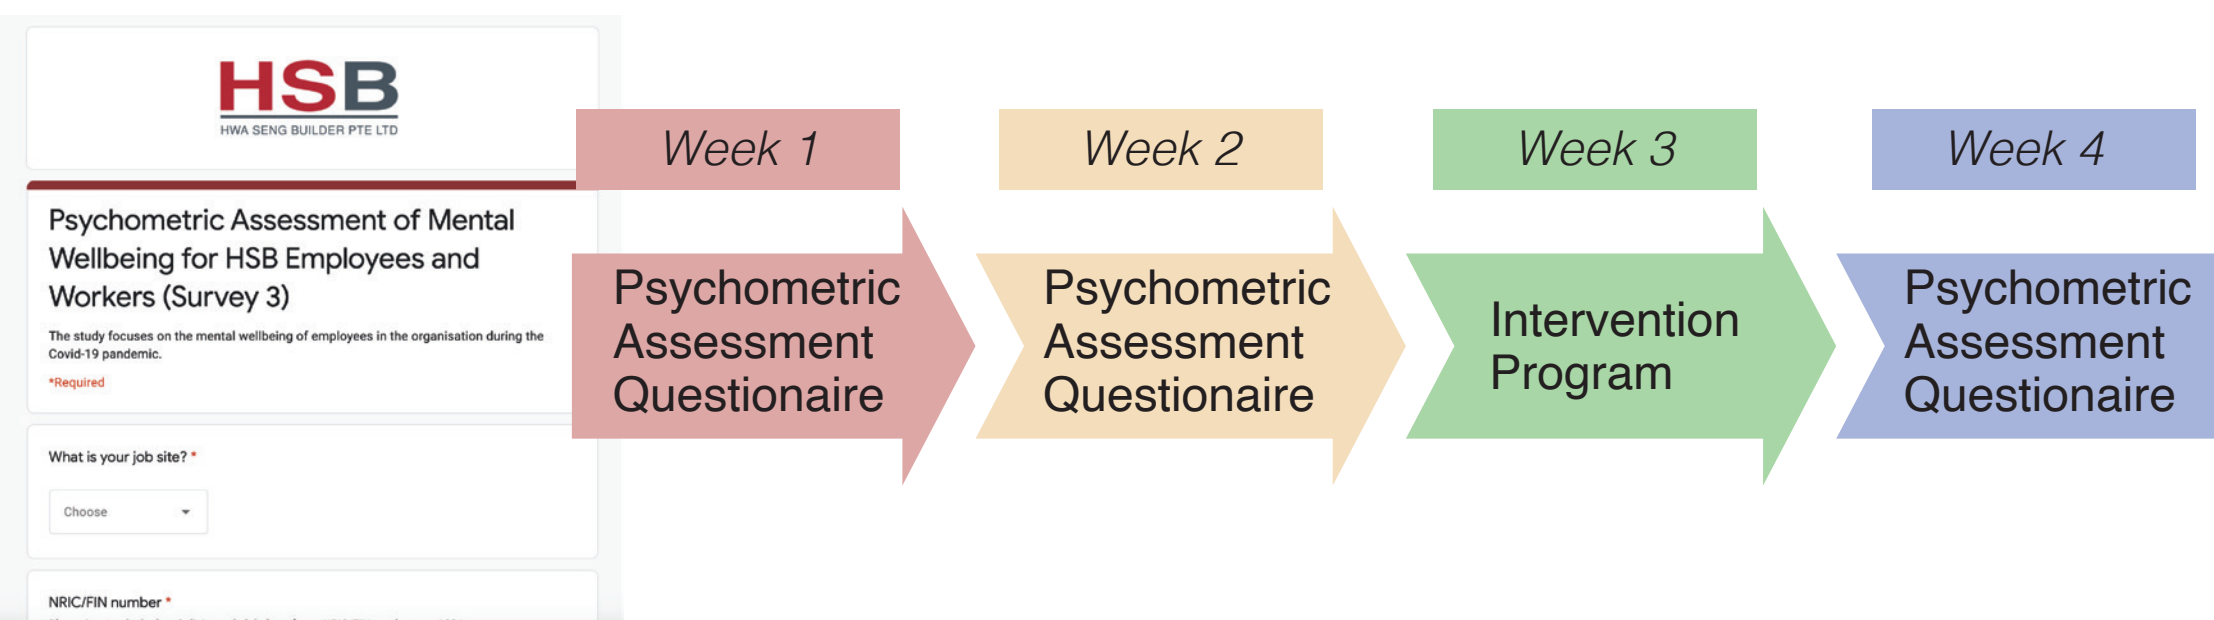 HSB
HWA SENG BUILDER PTE LTD
Psychometric Assessment of Mental
Wellbeing for HSB Employees and
Workers (Survey 3)
The study focuses on the mental wellbeing of employees in the organisation during the
Covid-19 pandemic.
*Required
What is your job site? *
Choose
NRIC/FIN number *
Week 1
Psychometric
Assessment
Questionaire
Week 2
Psychometric
Assessment
Questionaire
Week 3
Intervention
Program
Week 4
Psychometric
Assessment
Questionaire